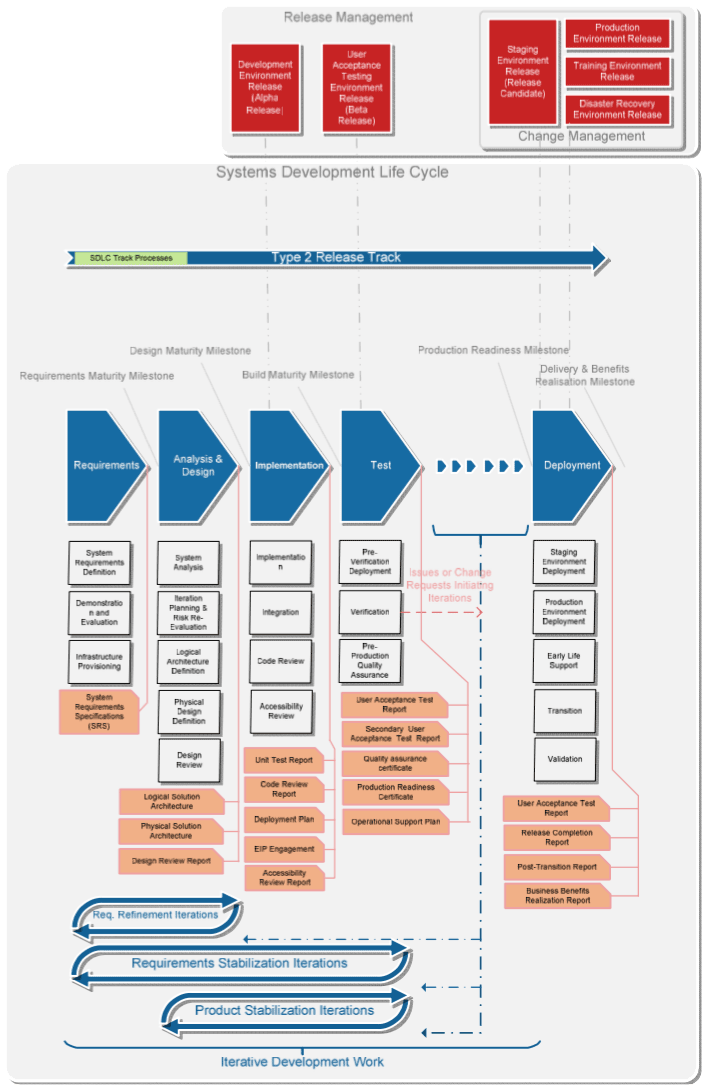 Release Management
Development
Environment
Release
(Alpha
Release)
User
Acceptance
Testing
Environment
Release
(Beta
Release)
Staging
Environment
Release
(Release
Candidate)
Production
Environment Release
Training Environment
Release
Disaster Recovery
Environment Release
Change Management
Systems Development Life Cycle
SDLC Track Processes
Type 2 Release Track
Design Maturity Milestone
Production Readiness Milestone
Requirements Maturity Milestone
Build Maturity Milestone
Delivery & Benefits
Realisation Milestone
Requirements
Analysis &
Design
Implementation
Test
Deployment
System
Requirements
Definition
Demonstratio
n and
Evaluation
Infrastructure
Provisioning
System
Requirements
Specifications
(SRS)
System
Analysis
Iteration
Planning &
Risk Re-
Evaluation
Logical
Architecture
Definition
Physical
Design
Definition
Design
Review
Logical Solution
Architecture
Physical Solution
Architecture
Design Review Report
Implementatio
n
Integration
Code Review
Accessibility
Review
Unit Test Report
Code Review
Report
Deployment Plan
EIP Engagement
Accessibility
Review Report
Pre-
Verification
Deployment
Verification
Pre-
Production
Quality
Assurance
Issues or Change
Requests Initiating
Iterations
User Acceptance Test
Report
Secondary User
Acceptance Test Report
Quality assurance
certificate
Production Readiness
Certificate
Operational Support Plan
Staging
Environment
Deployment
Production
Environment
Deployment
Early Life
Support
Transition
Validation
User Acceptance Test
Report
Release Completion
Report
Post-Transition Report
Business Benefits
Realization Report
Req. Refinement Iterations
Requirements Stabilization Iterations
Product Stabilization Iterations
Iterative Development Work